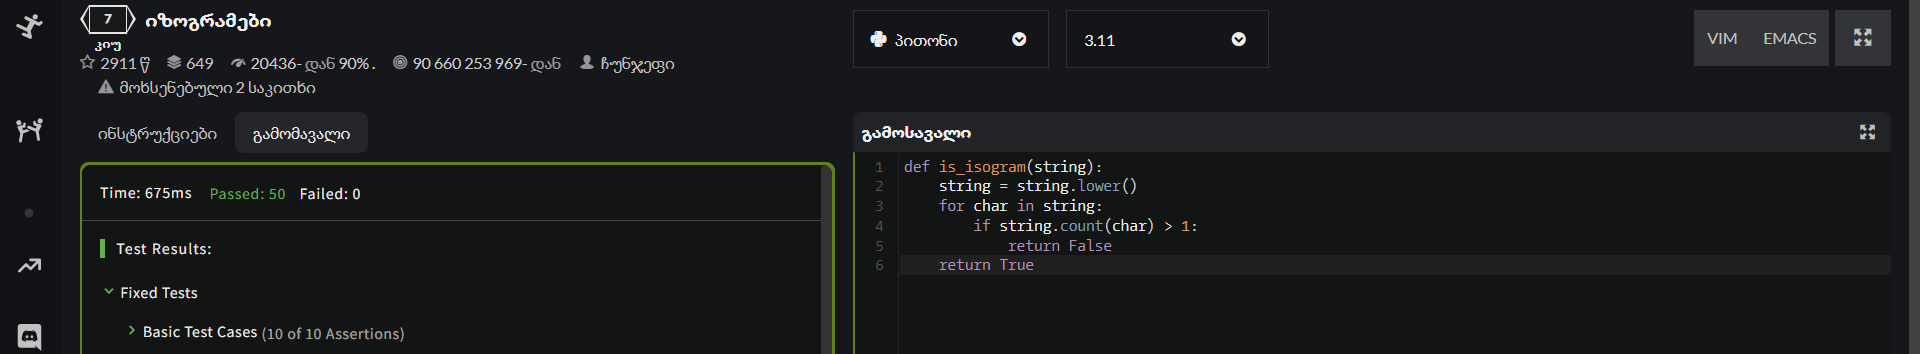 7 იზოგრამები
კიუ
2911 წ 649 20436- დან 90% . 90 660 253 969- დან ჩუნჯეფი
მოხსენებული 2 საკითხი
ინსტრუქციები გამომავალი
Time: 675ms Passed: 50 Failed: 0
Test Results:
Fixed Tests
Basic Test Cases (10 of 10 Assertions)
პითონი 3.11 VIM EMACS
გამოსავალი
1 def is_isogram(string):
2 string = string.lower()
3 for char in string:
4 if string.count(char) > 1:
5 return False
6 return True